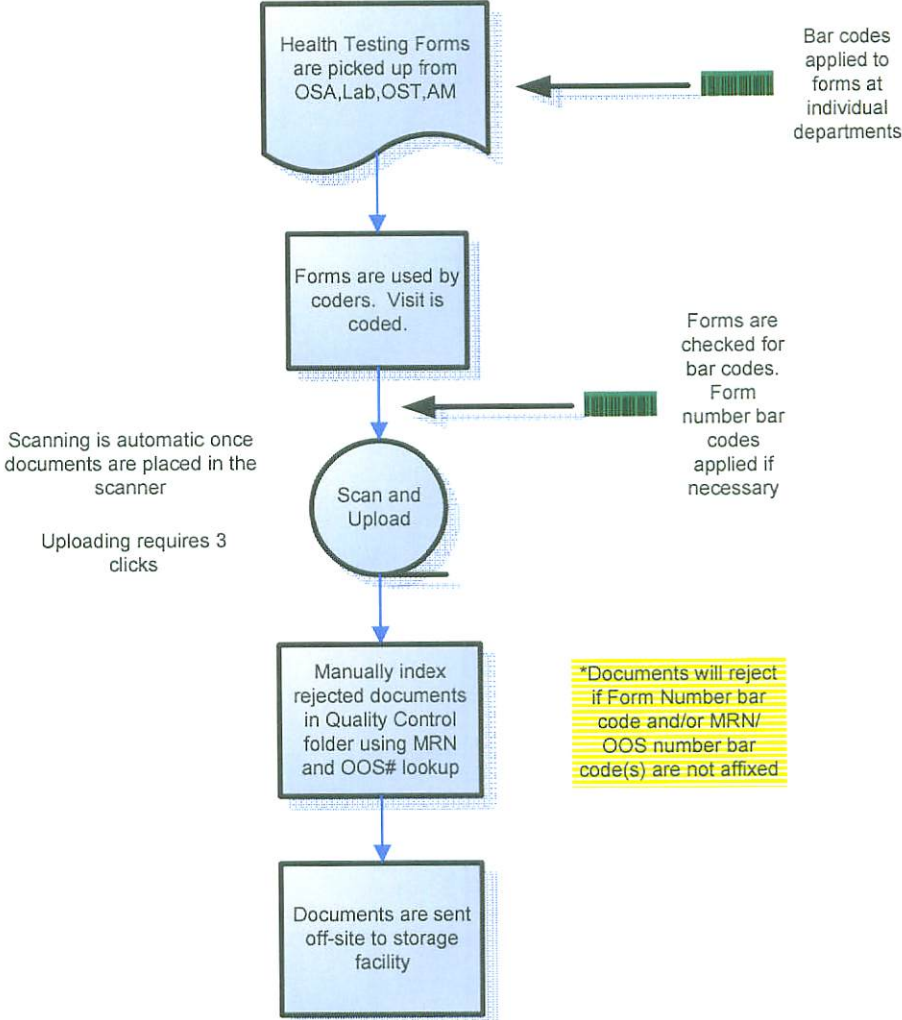 Health Testing Forms
are picked up from
OSA,Lab,OST,AM
Bar codes
applied to
forms at
individual
departments
Forms are used by
coders. Visit is
coded.
Forms are
checked for
bar codes.
Form
number bar
codes
applied if
necessary
Scanning is automatic once
documents are placed in the
scanner
Uploading requires 3
clicks
Scan and
Upload
Manually index
rejected documents
in Quality Control
folder using MRN
and OOS# lookup
*Documents will reject
if Form Number bar
code and/or MRN/
OOS number bar
code(s) are not affixed
Documents are sent
off-site to storage
facility